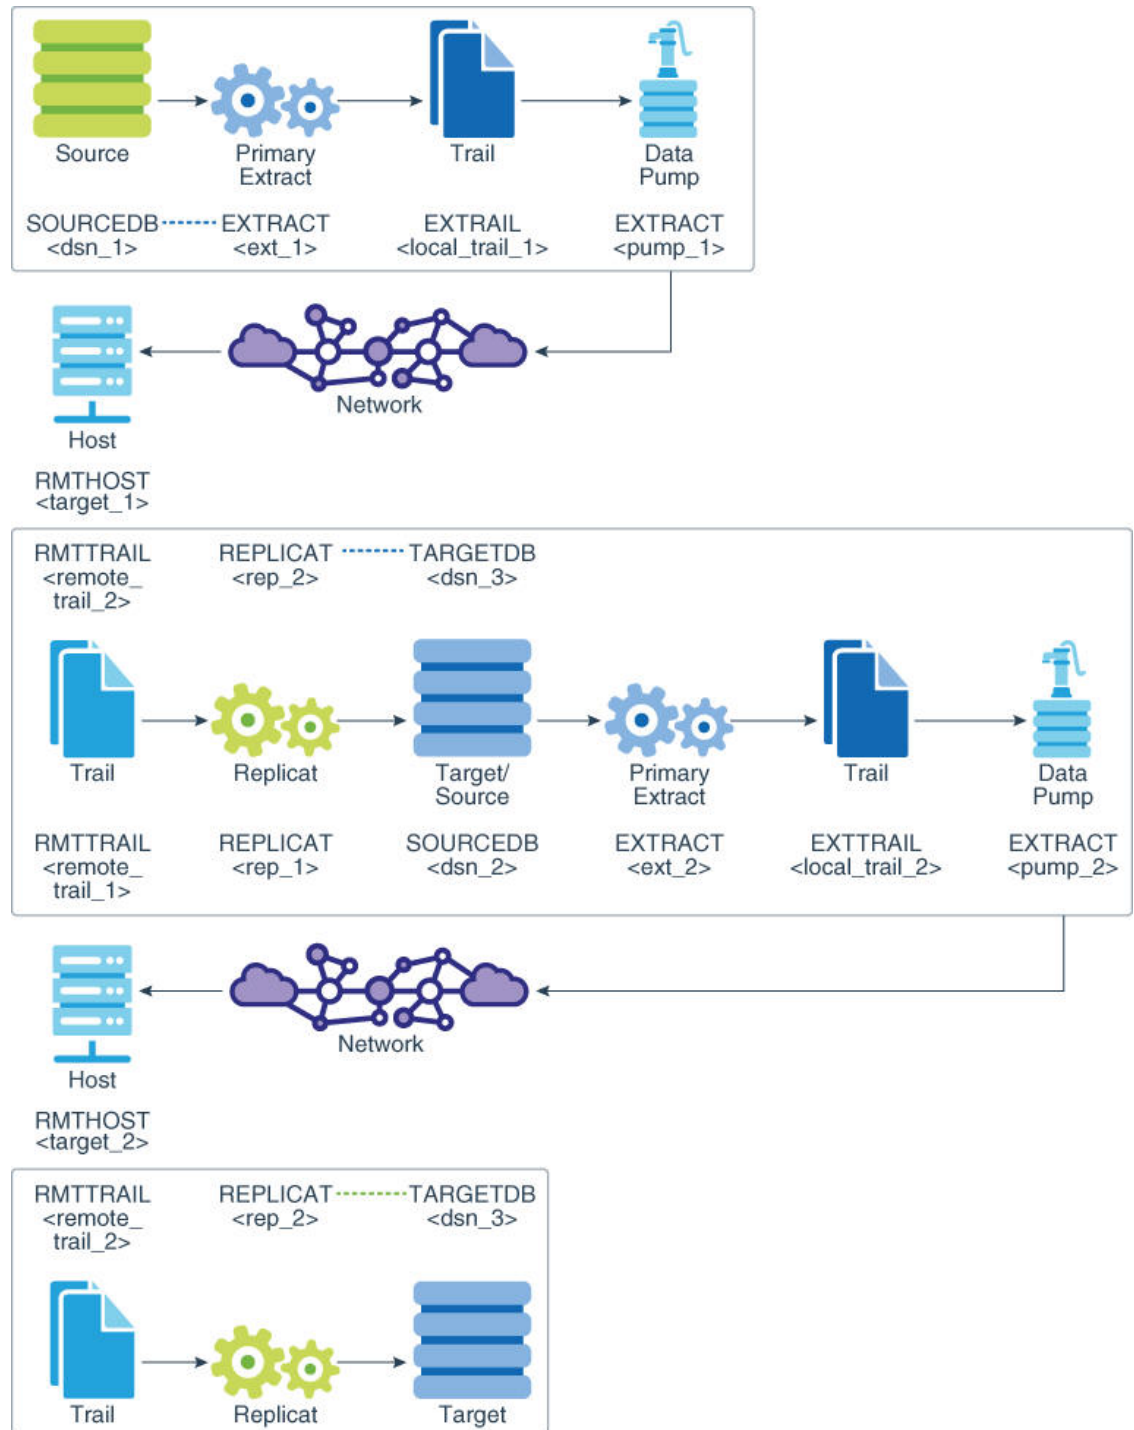 Source
Primary
Extract
Trail
Data
Pump
SOURCEDB
<dsn_1>
EXTRACT
<ext_1>
EXTRAIL
<local_trail_1>
EXTRACT
<pump_1>
Network
Host
RMTHOST
<target_1>
RMTTRAIL
<remote_
trail_2>
REPLICAT
<rep_2>
TARGETDB
<dsn_3>
Trail
Replicat
Target/
Source
Primary
Extract
Trail
Data
Pump
RMTTRAIL
<remote_
trail_1>
REPLICAT
<rep_1>
SOURCEDB
<dsn_2>
EXTRACT
<ext_2>
EXTTRAIL
<local_trail_2>
EXTRACT
<pump_2>
Network
Host
RMTHOST
<target_2>
RMTTRAIL
<remote_
trail_2>
REPLICAT
<rep_2>
TARGETDB
<dsn_3>
Trail
Replicat
Target